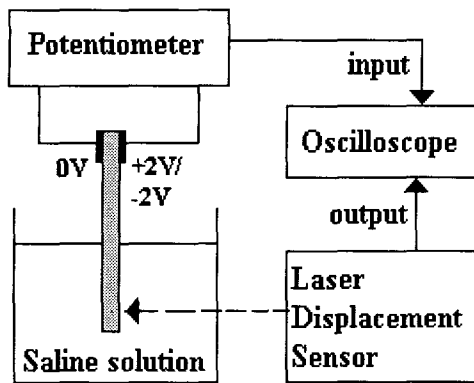 Potentiometer
input
Oscilloscope
0V
+2V/
-2V
output
Laser
Displacement
Sensor
Saline solution